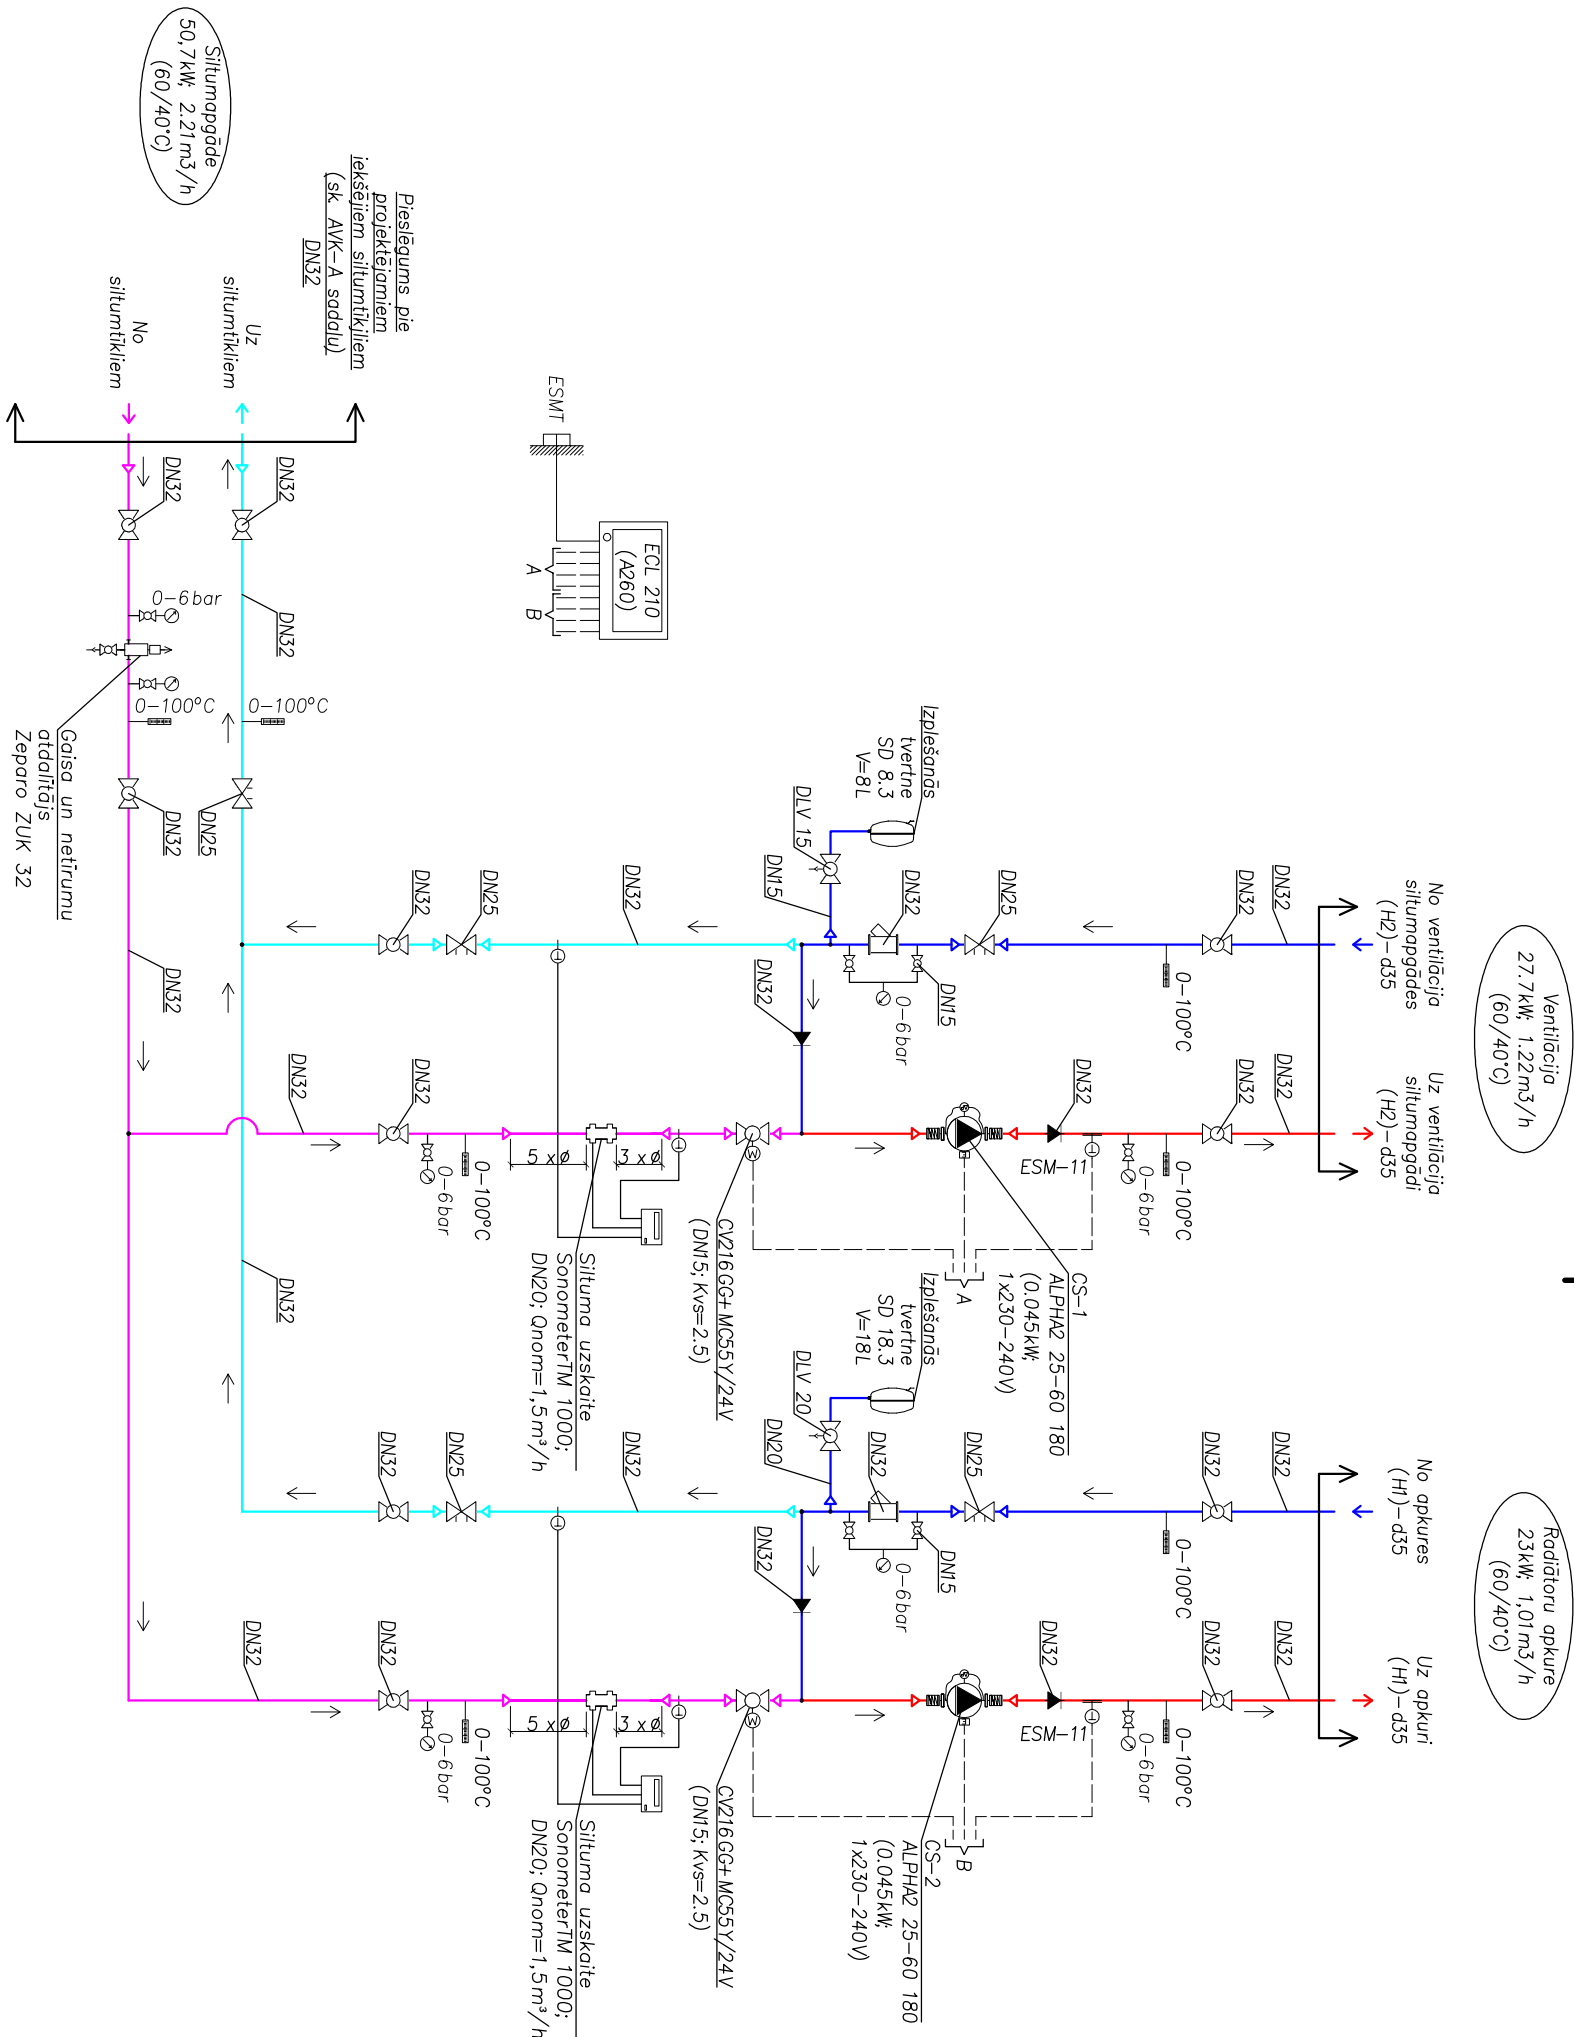 Siltumapgāde
50,7kW; 2.21m3/h
(60/40°C)
Pieslēgums pie
projektējamiem
iekšējiem siltumtīkliem
(sk. AVK-A sadaļu)
DN32
Uz
siltumtīkliem
No
siltumtīkliem
DN32
DN32
DN32
0-6bar
0-100°C
0-100°C
DN32
DN25
Gaisa un netīrumu
atdalītājs
Zeparo ZUK 32
DN32
DN32
ESMT
ECL 210
(A260)
A
B
Ventilācija
27.7kW; 1.22m3/h
(60/40°C)
No ventilācija
siltumapgādes
(H2)-d35
Uz ventilācija
siltumapgādi
(H2)-d35
DN32
DN32
0-100°C
DN32
DN32
0-100°C
0-6bar
DN32
ESM-11
DN25
DN32
DN15
0-6bar
Izplešanās
tvertne
SD 8.3
V=8L
DLV 15
DN15
DN32
CS-1
ALPHA2 25-60 180
(0.045kW;
1x230-240V)
A
CV216GG+MC55Y/24V
(DN15; Kvs=2.5)
DN32
DN25
DN32
3 xø
5 xø
Siltuma uzskaite
SonometerTM 1000;
DN20; Qnom=1,5m³/h
0-100°C
0-6bar
DN32
DN32
Radiātoru apkure
23kW; 1,01m3/h
(60/40°C)
No apkures
(H1)-d35
Uz apkuri
(H1)-d35
DN32
DN32
0-100°C
DN32
DN32
0-100°C
0-6bar
DN32
ESM-11
DN25
DN32
DN15
0-6bar
Izplešanās
tvertne
SD 18.3
V=18L
DLV 20
DN20
DN32
CS-2
ALPHA2 25-60 180
(0.045kW;
1x230-240V)
B
CV216GG+MC55Y/24V
(DN15; Kvs=2.5)
DN32
DN25
DN32
3 xø
5 xø
Siltuma uzskaite
SonometerTM 1000;
DN20; Qnom=1,5m³/h
0-100°C
0-6bar
DN32
DN32